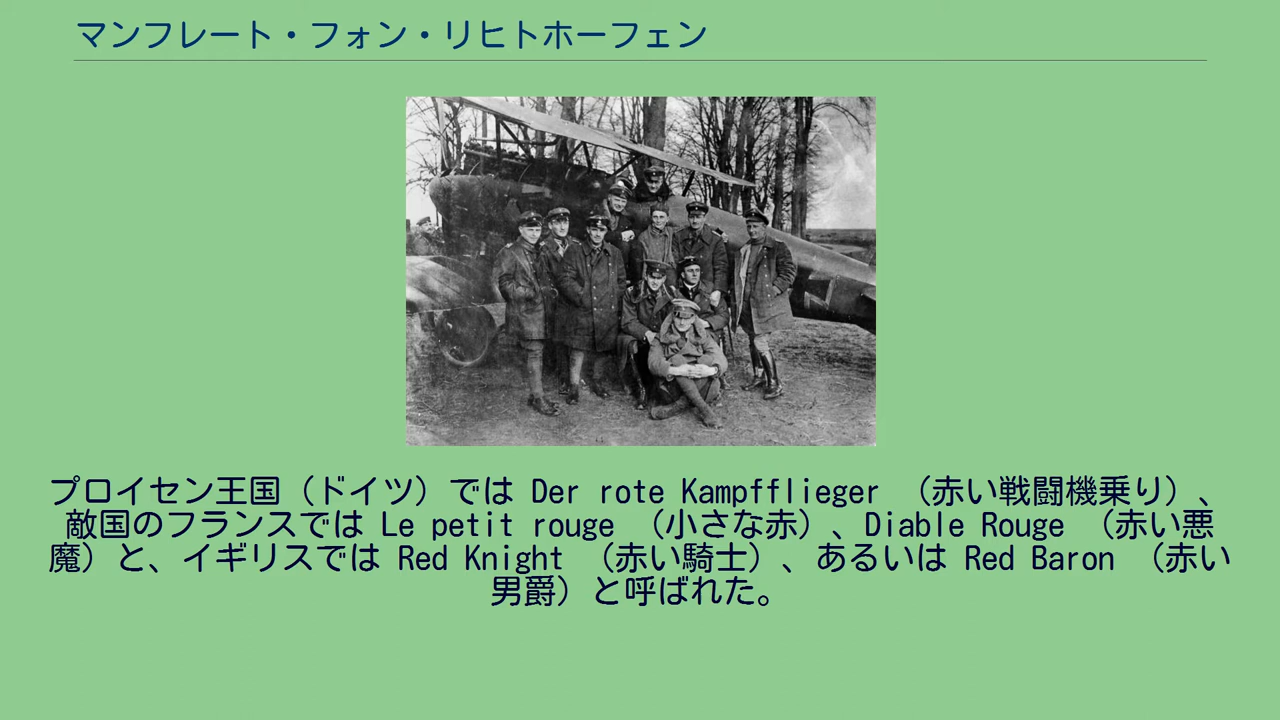 マンフレート・フォン・リヒトホーフェン
プロイセン王国（ドイツ）では Der rote Kampfflieger （赤い戦闘機乗り）、
敵国のフランスでは Le petit rouge （小さな赤）、Diable Rouge （赤い悪
魔）と、イギリスでは Red Knight （赤い騎士）、あるいは Red Baron （赤い
男爵）と呼ばれた。